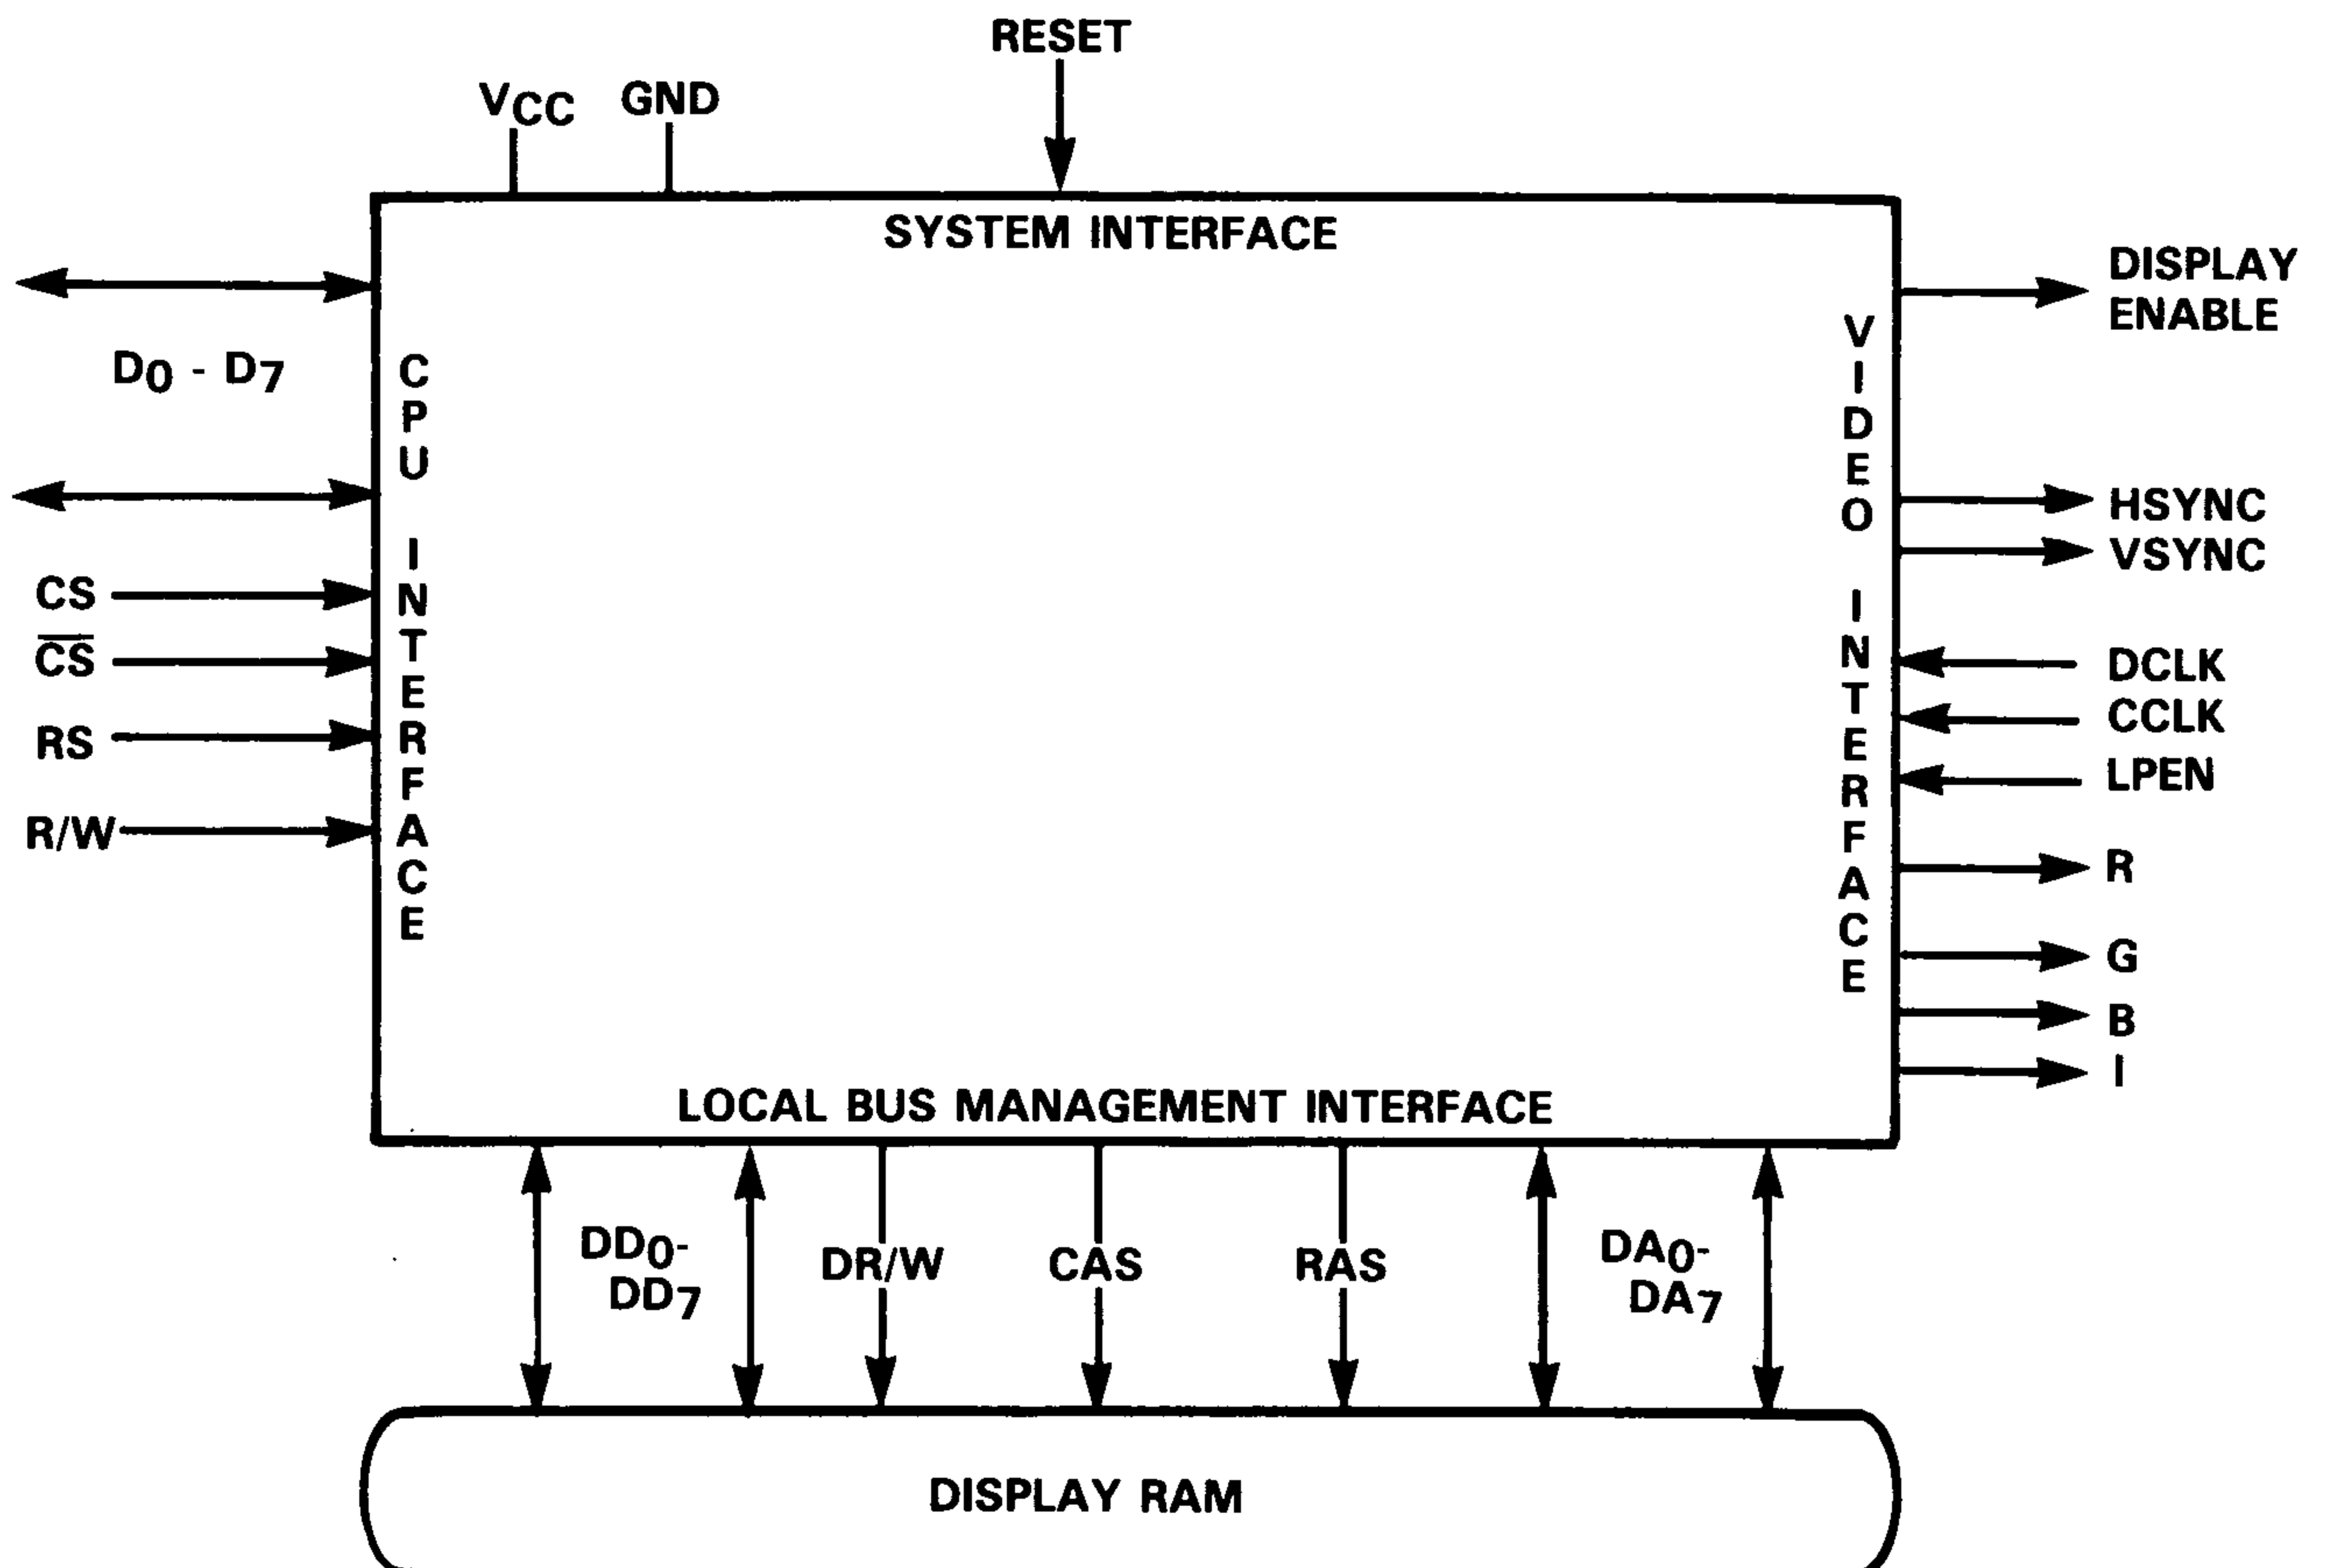 RESET
VCC GND
SYSTEM INTERFACE
D0 - D7
CPU INTERFACE
CS
C̅S̅
RS
R/W
VIDEO INTERFACE
DISPLAY
ENABLE
HSYNC
VSYNC
DCLK
CCLK
LPEN
R
G
B
I
LOCAL BUS MANAGEMENT INTERFACE
DD0-
DD7
DR/W
CAS
RAS
DA0-
DA7
DISPLAY RAM